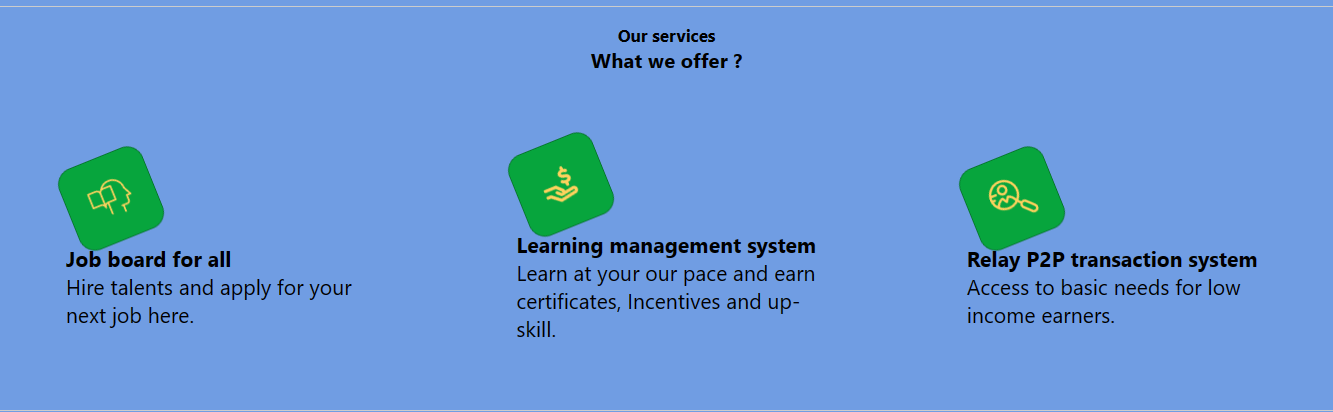 Our services
What we offer ?
Job board for all
Hire talents and apply for your
next job here.
Learning management system
Learn at your our pace and earn
certificates, Incentives and up-
skill.
Relay P2P transaction system
Access to basic needs for low
income earners.